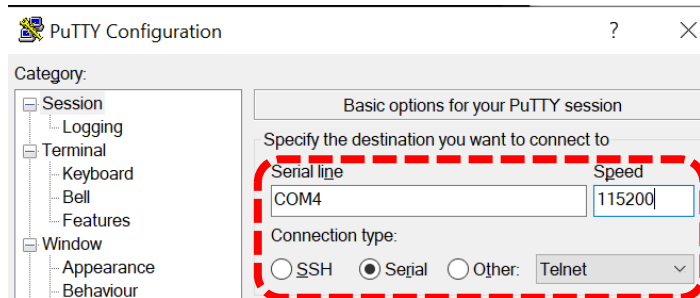 PuTTY Configuration ? ×
Category:
Session
Logging
Terminal
Keyboard
Bell
Features
Window
Appearance
Behaviour
Basic options for your PuTTY session
Specify the destination you want to connect to
Serial line Speed
COM4 115200
Connection type:
SSH Serial Other: Telnet